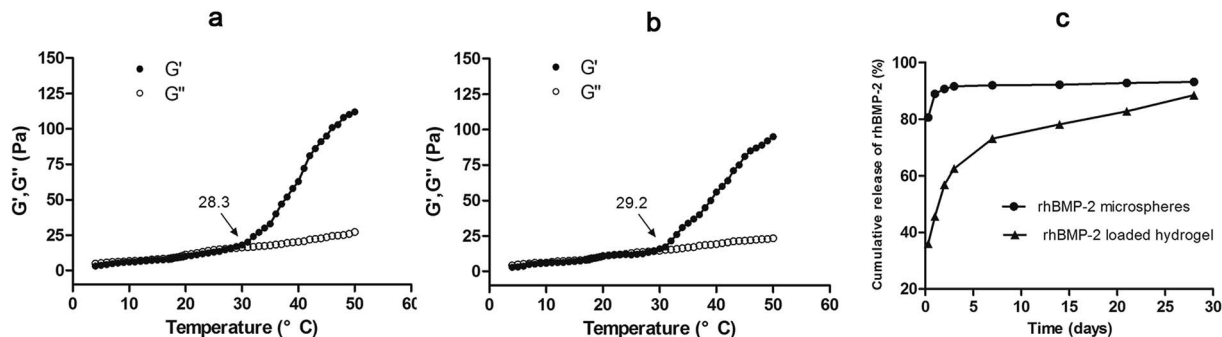 a
150
125
100
75
50
25
0
G',G'' (Pa)
G'
G''
28.3
0 10 20 30 40 50 60
Temperature (° C)
b
150
125
100
75
50
25
0
G',G'' (Pa)
G'
G''
29.2
0 10 20 30 40 50 60
Temperature (° C)
c
100
80
60
40
20
Cumulative release of rhBMP-2 (%)
rhBMP-2 microspheres
rhBMP-2 loaded hydrogel
0 5 10 15 20 25 30
Time (days)